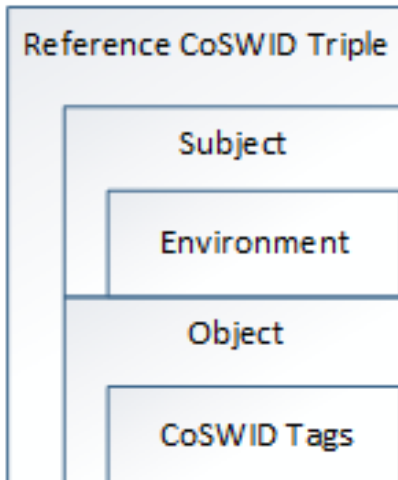 Reference CoSWID Triple
Subject
Environment
Object
CoSWID Tags